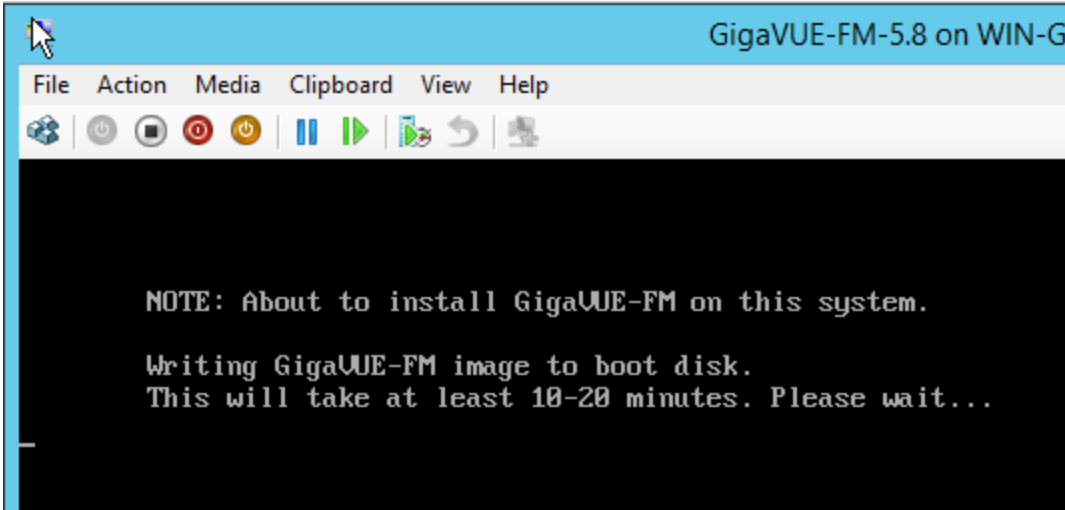 GigaVUE-FM-5.8 on WIN-G
File Action Media Clipboard View Help
NOTE: About to install GigaVUE-FM on this system.
Writing GigaVUE-FM image to boot disk.
This will take at least 10-20 minutes. Please wait...